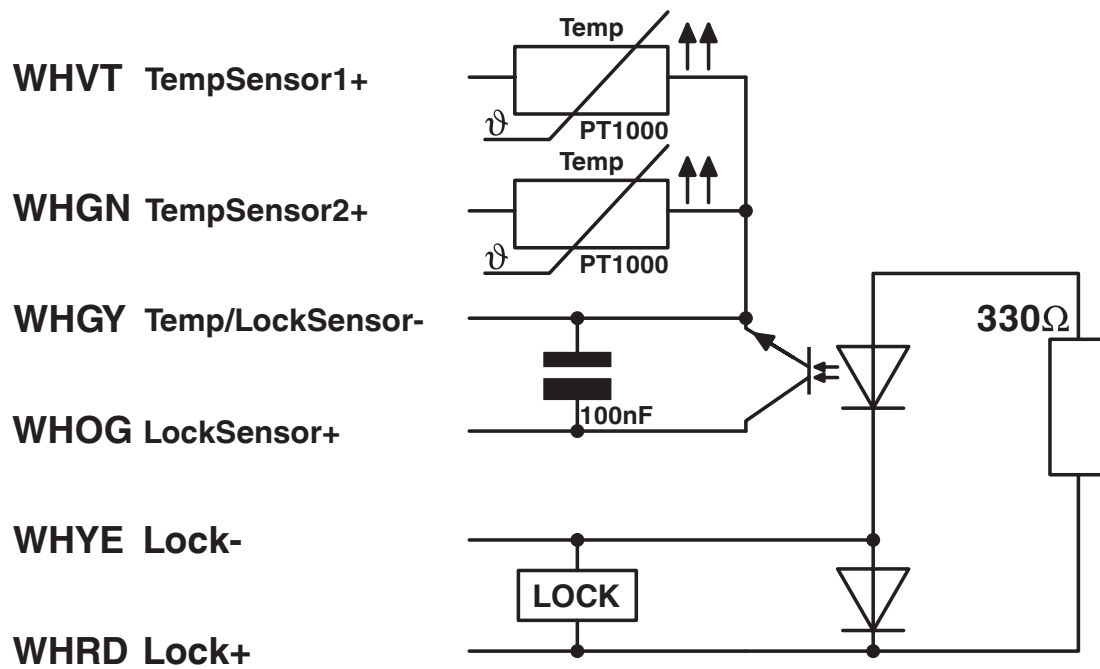 Temp
WHVT TempSensor1+
ϑ PT1000
Temp
WHGN TempSensor2+
ϑ PT1000
WHGY Temp/LockSensor- 330Ω
100nF
WHOG LockSensor+
WHYE Lock-
LOCK
WHRD Lock+